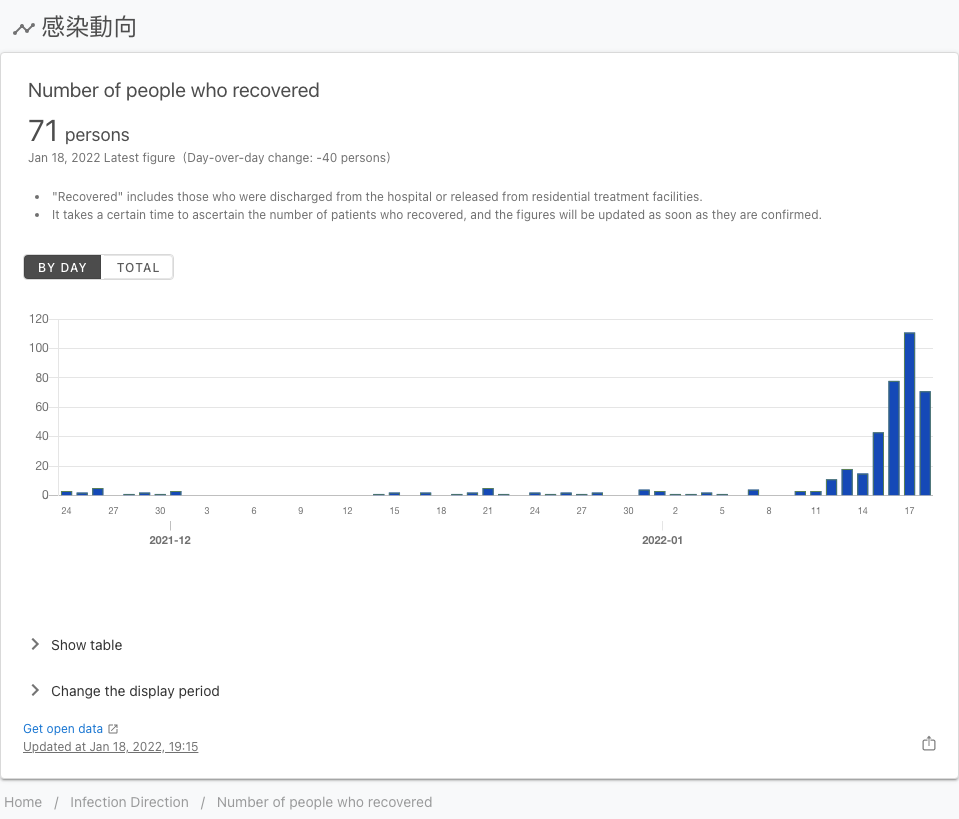 感染動向
Number of people who recovered
71 persons
Jan 18, 2022 Latest figure (Day-over-day change: -40 persons)
• "Recovered" includes those who were discharged from the hospital or released from residential treatment facilities.
• It takes a certain time to ascertain the number of patients who recovered, and the figures will be updated as soon as they are confirmed.
BY DAY TOTAL
120
100
80
60
40
20
0
24 27 30 3 6 9 12 15 18 21 24 27 30 2 5 8 11 14 17
2021-12 2022-01
Show table
Change the display period
Get open data
Updated at Jan 18, 2022, 19:15
Home / Infection Direction / Number of people who recovered